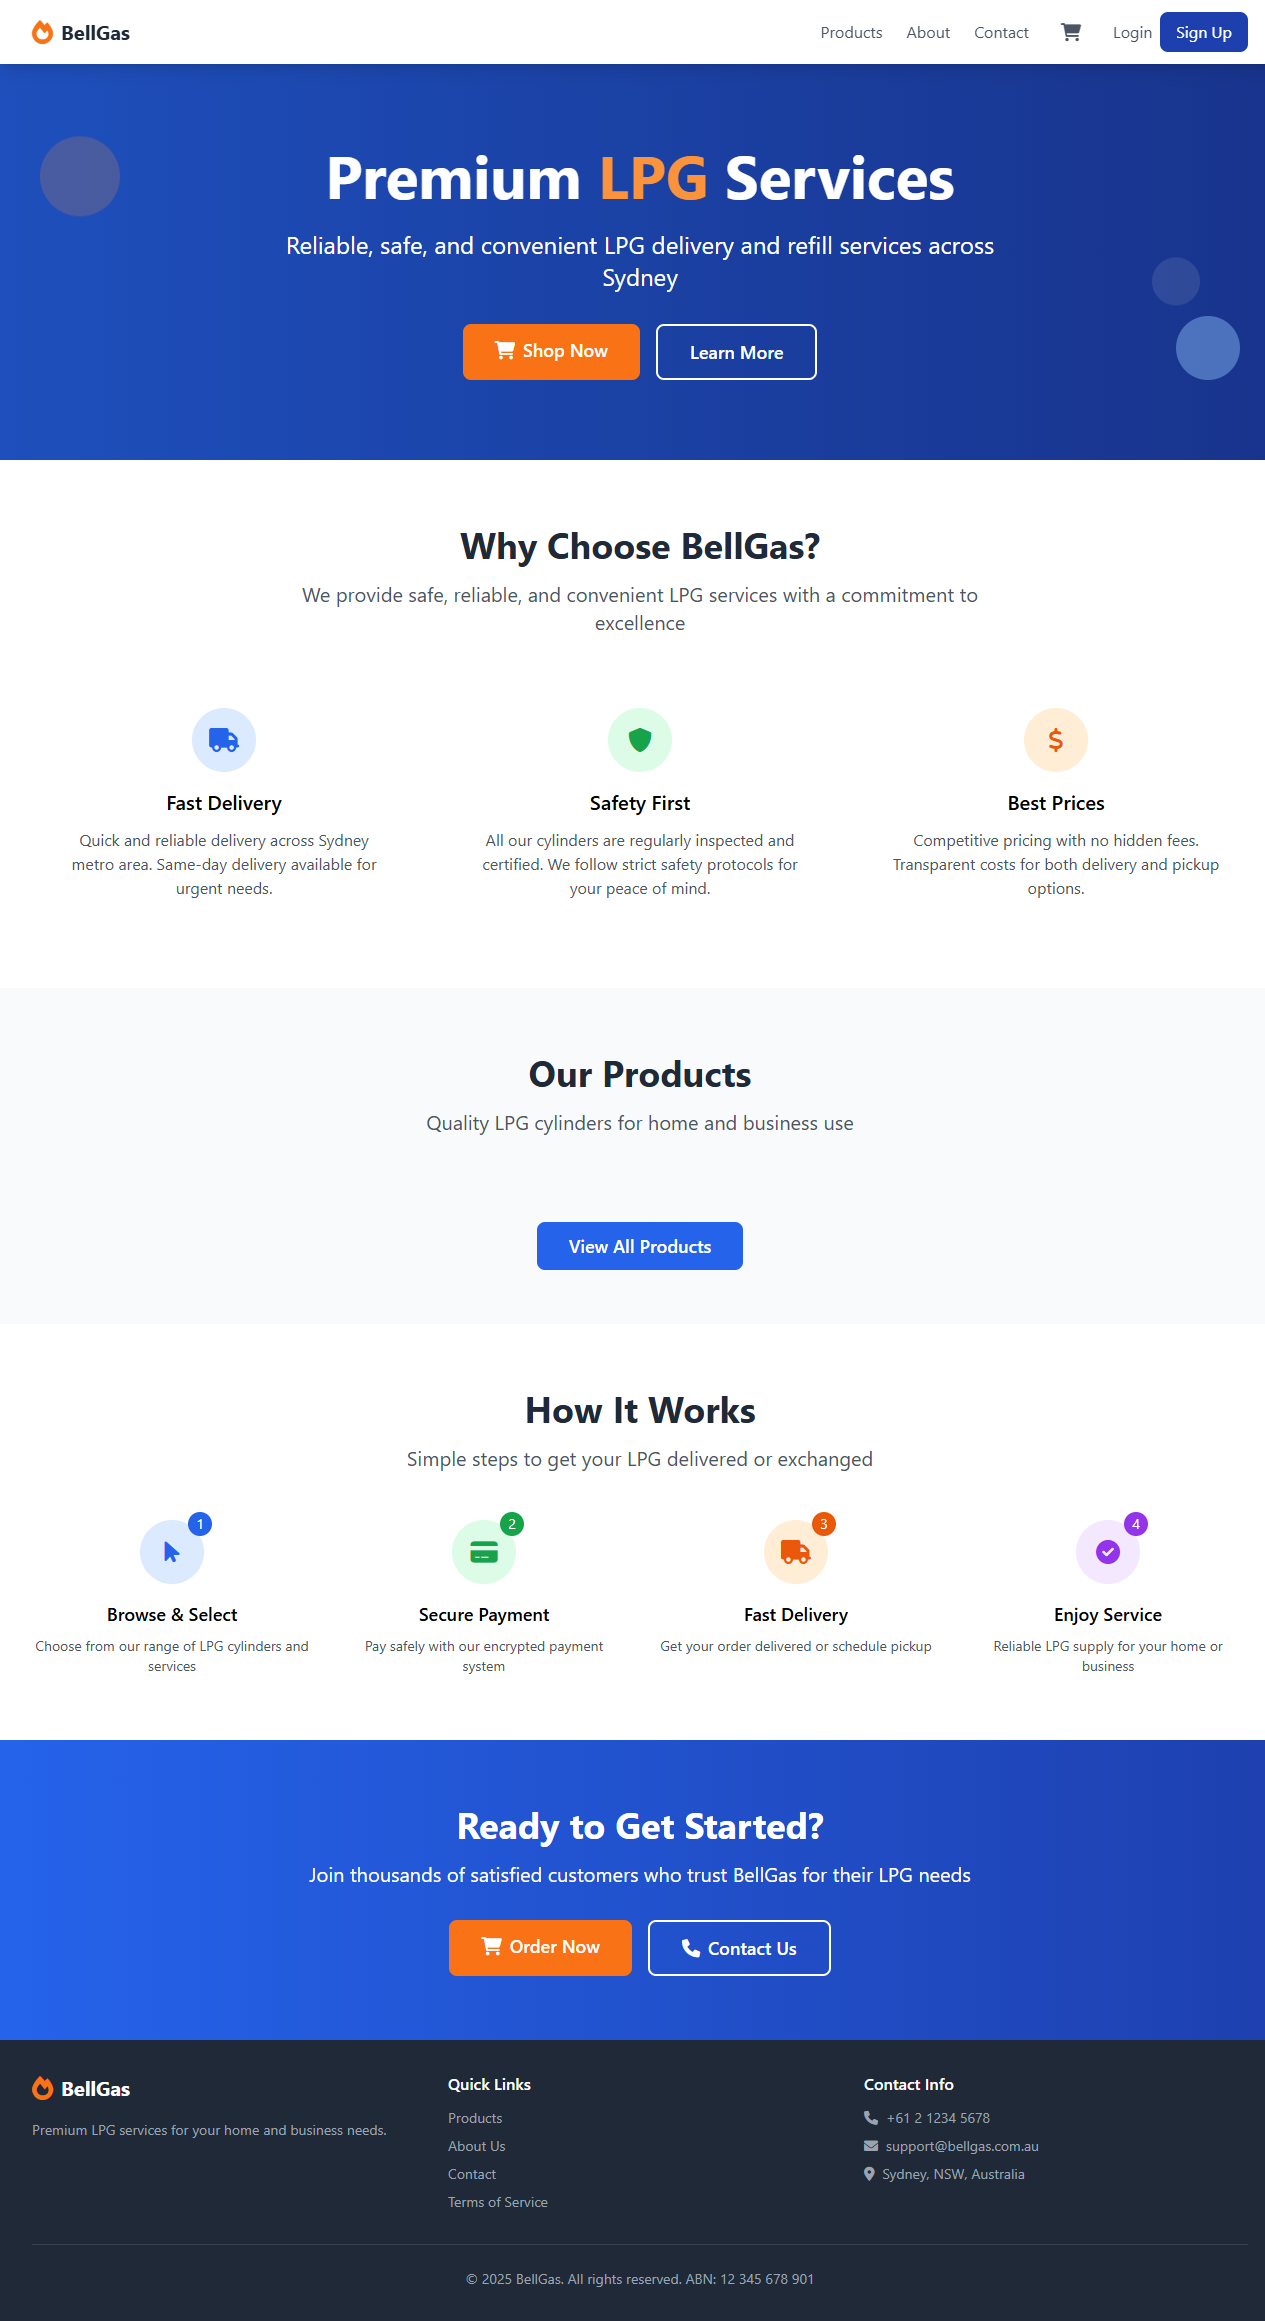 BellGas
Products
About
Contact
Login
Sign Up
Premium LPG Services
Reliable, safe, and convenient LPG delivery and refill services across
Sydney
Shop Now
Learn More
Why Choose BellGas?
We provide safe, reliable, and convenient LPG services with a commitment to
excellence
Fast Delivery
Quick and reliable delivery across Sydney
metro area. Same-day delivery available for
urgent needs.
Safety First
All our cylinders are regularly inspected and
certified. We follow strict safety protocols for
your peace of mind.
Best Prices
Competitive pricing with no hidden fees.
Transparent costs for both delivery and pickup
options.
Our Products
Quality LPG cylinders for home and business use
View All Products
How It Works
Simple steps to get your LPG delivered or exchanged
1
Browse & Select
Choose from our range of LPG cylinders and
services
2
Secure Payment
Pay safely with our encrypted payment
system
3
Fast Delivery
Get your order delivered or schedule pickup
4
Enjoy Service
Reliable LPG supply for your home or
business
Ready to Get Started?
Join thousands of satisfied customers who trust BellGas for their LPG needs
Order Now
Contact Us
BellGas
Premium LPG services for your home and business needs.
Quick Links
Products
About Us
Contact
Terms of Service
Contact Info
+61 2 1234 5678
support@bellgas.com.au
Sydney, NSW, Australia
© 2025 BellGas. All rights reserved. ABN: 12 345 678 901